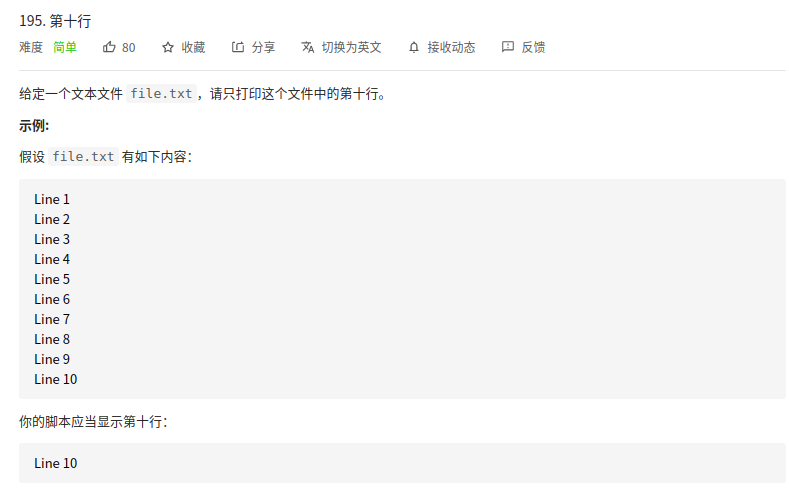 195. 第十行
难度 简单 80 收藏 分享 切换为英文 接收动态 反馈
给定一个文本文件 file.txt，请只打印这个文件中的第十行。
示例:
假设 file.txt 有如下内容：
Line 1
Line 2
Line 3
Line 4
Line 5
Line 6
Line 7
Line 8
Line 9
Line 10
你的脚本应当显示第十行：
Line 10